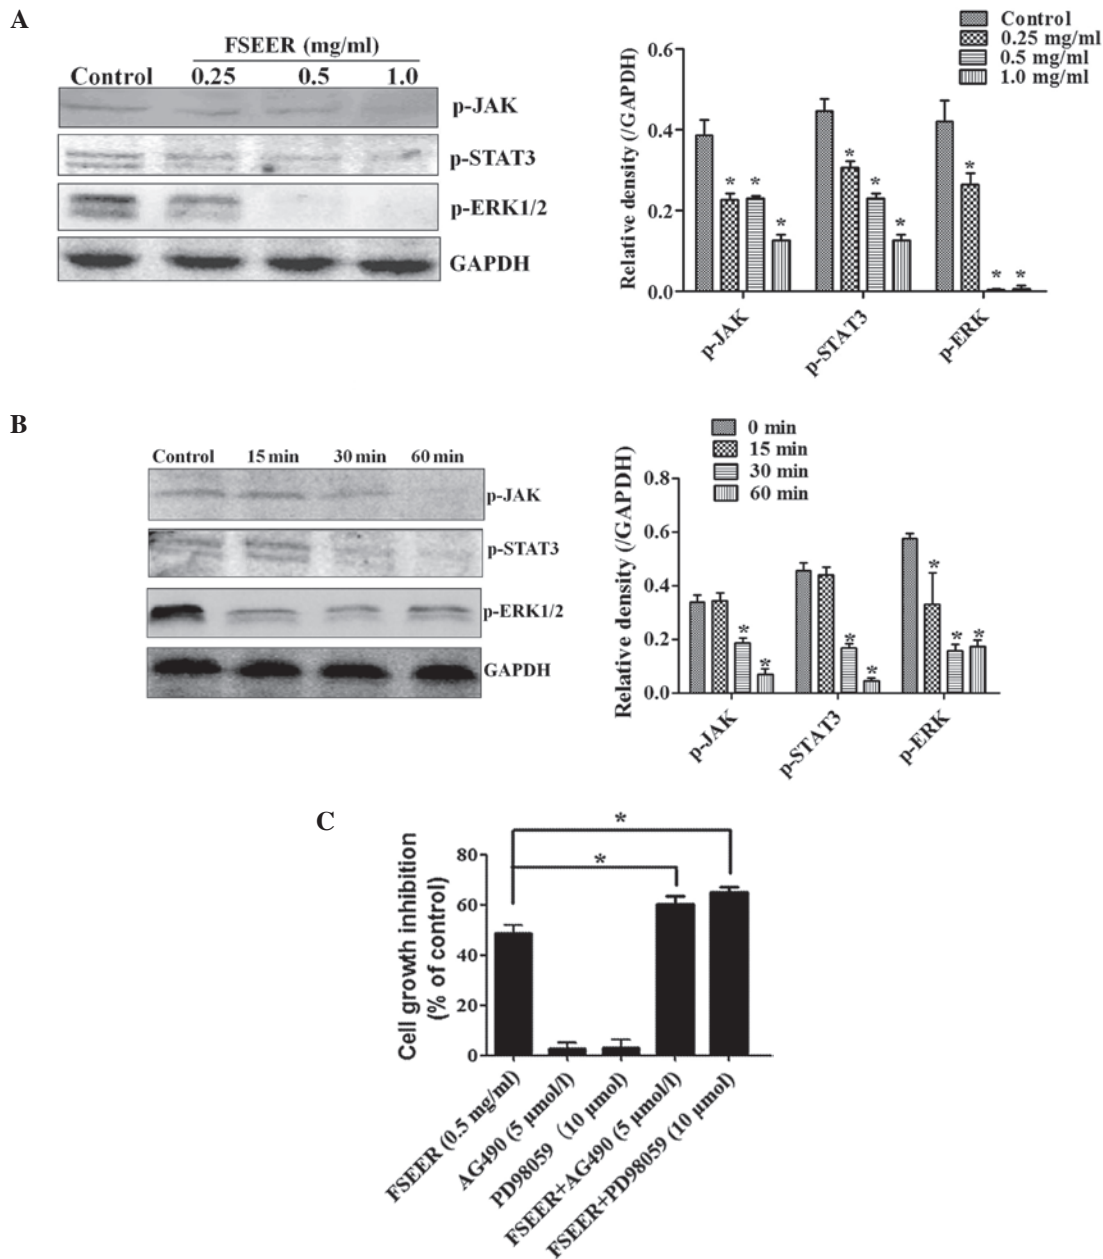 A
FSEER (mg/ml)
Control 0.25 0.5 1.0
p-JAK
p-STAT3
p-ERK1/2
GAPDH
Control
0.25 mg/ml
0.5 mg/ml
1.0 mg/ml
Relative density (/GAPDH)
0.6
0.4
0.2
0.0
* * *
* * *
* * *
p-JAK
p-STAT3
p-ERK
B
Control 15 min 30 min 60 min
p-JAK
p-STAT3
p-ERK1/2
GAPDH
0 min
15 min
30 min
60 min
Relative density (/GAPDH)
0.8
0.6
0.4
0.2
0.0
* *
* *
* * *
p-JAK
p-STAT3
p-ERK
C
Cell growth inhibition
(% of control)
80
60
40
20
0
*
*
FSEER (0.5 mg/ml)
AG490 (5 μmol/l)
PD98059 (10 μmol)
FSEER+AG490 (5 μmol/l)
FSEER+PD98059 (10 μmol)